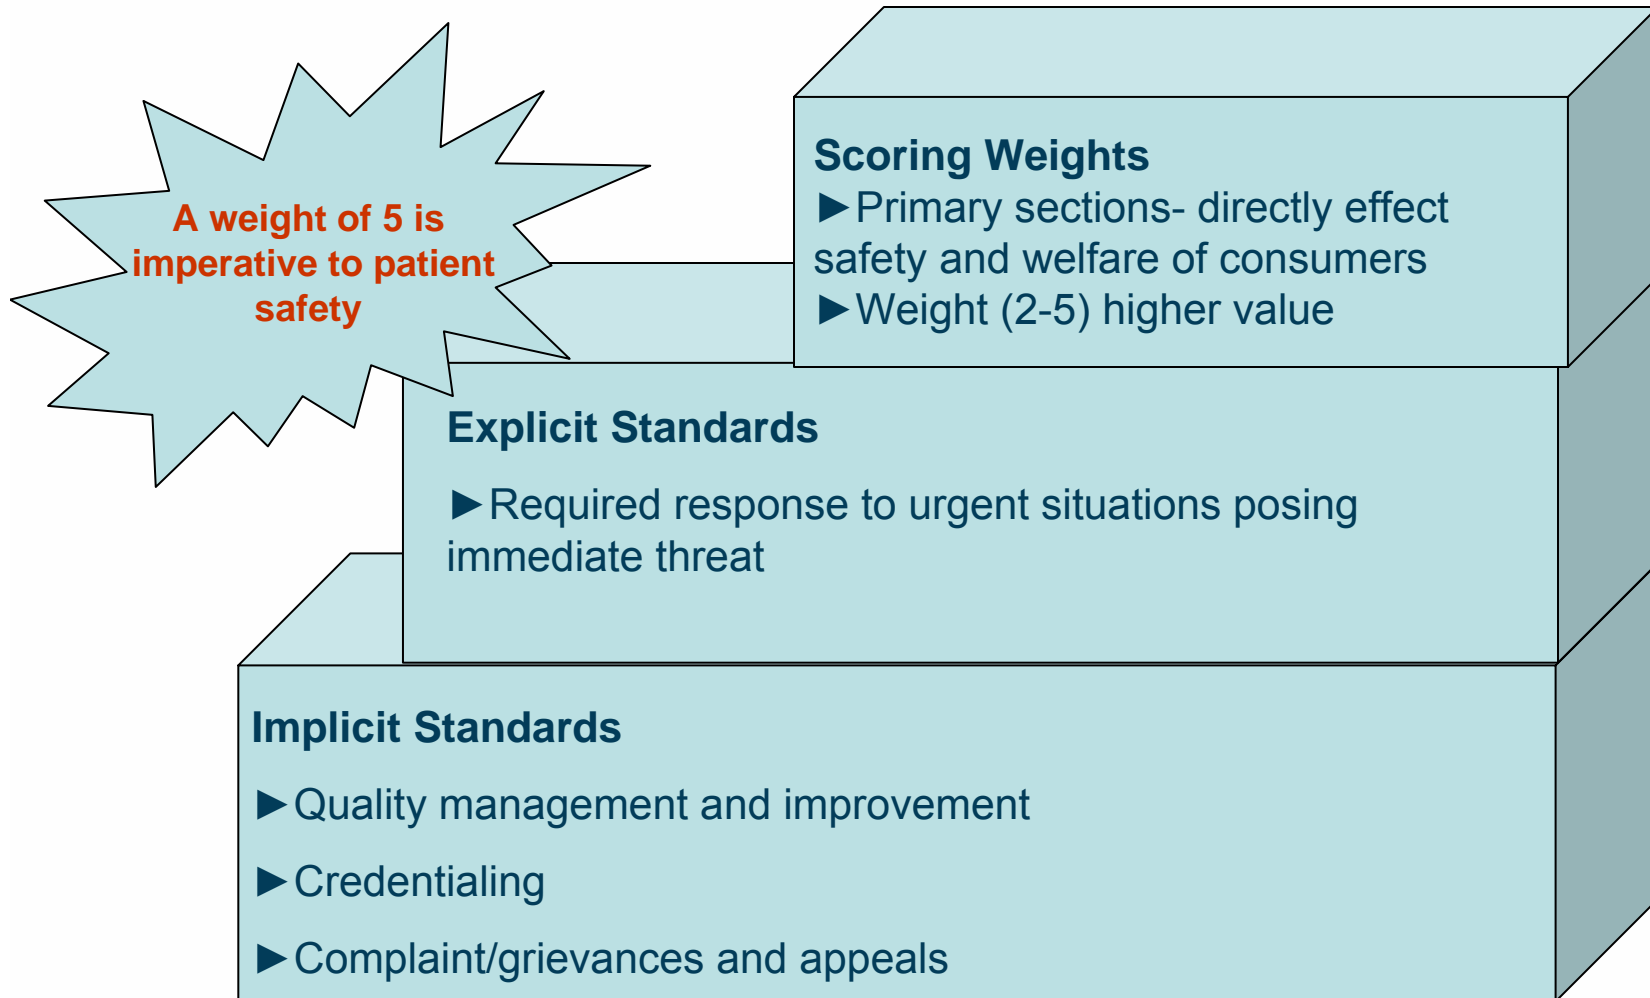 A weight of 5 is
imperative to patient
safety
Scoring Weights
►Primary sections- directly effect
safety and welfare of consumers
►Weight (2-5) higher value
Explicit Standards
►Required response to urgent situations posing
immediate threat
Implicit Standards
►Quality management and improvement
►Credentialing
►Complaint/grievances and appeals